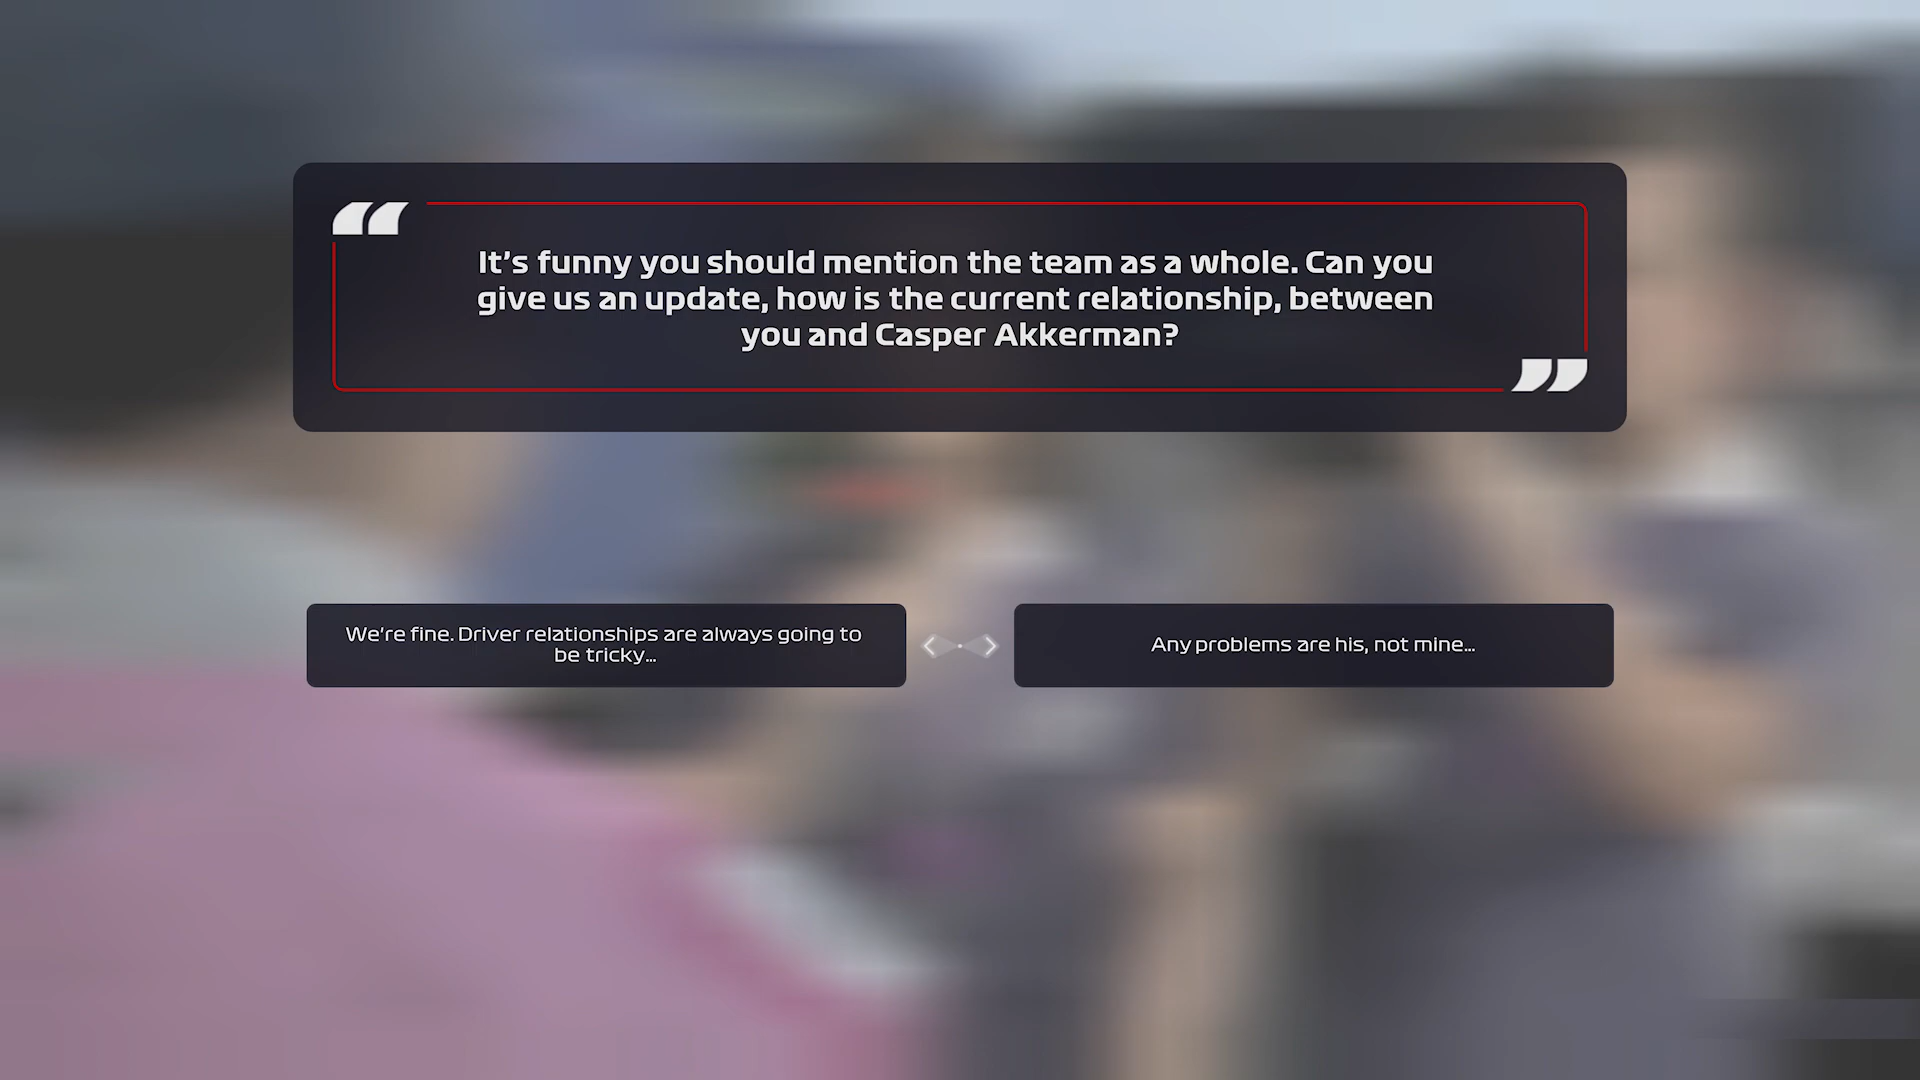 It's funny you should mention the team as a whole. Can you
give us an update, how is the current relationship, between
you and Casper Akkerman?
We're fine. Driver relationships are always going to
be tricky...
Any problems are his, not mine...